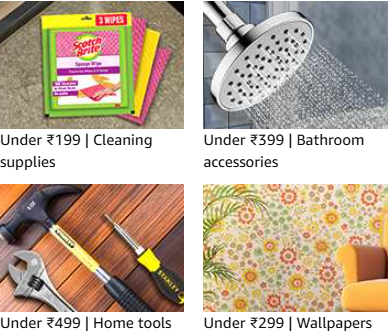 3 WIPES
Scotch
Brite
Sponge Wipe
Under ₹199 | Cleaning
supplies
Under ₹399 | Bathroom
accessories
STANLEY
Under ₹499 | Home tools
Under ₹299 | Wallpapers